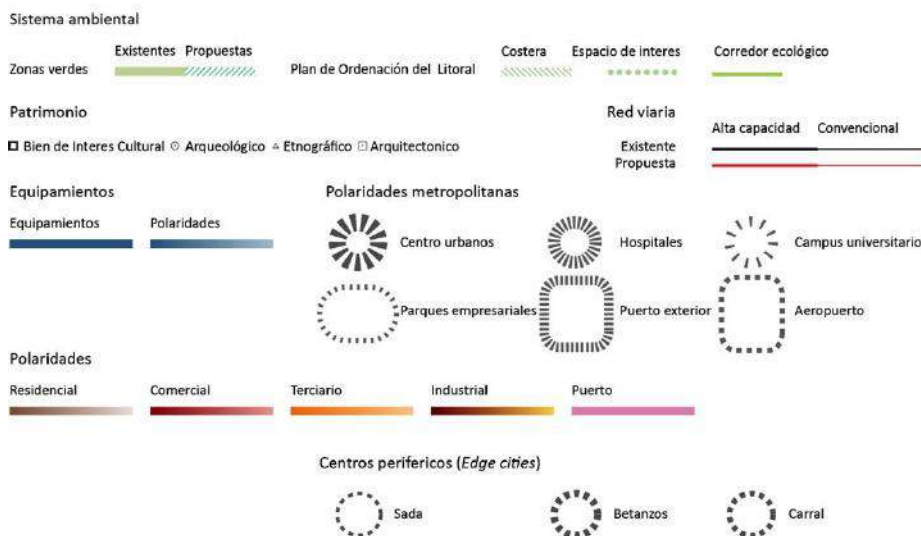 Sistema ambiental
Existentes Propuestas
Costera Espacio de interes Corredor ecológico
Zonas verdes Plan de Ordenación del Litoral
Patrimonio
Red viaria
Alta capacidad Convencional
Bien de Interes Cultural Arqueológico Etnográfico Arquitectonico
Existente
Propuesta
Equipamientos
Polaridades metropolitanas
Equipamientos Polaridades
Centro urbanos Hospitales Campus universitario
Parques empresariales Puerto exterior Aeropuerto
Polaridades
Residencial Comercial Terciario Industrial Puerto
Centros perifericos (Edge cities)
Sada Betanzos Carral